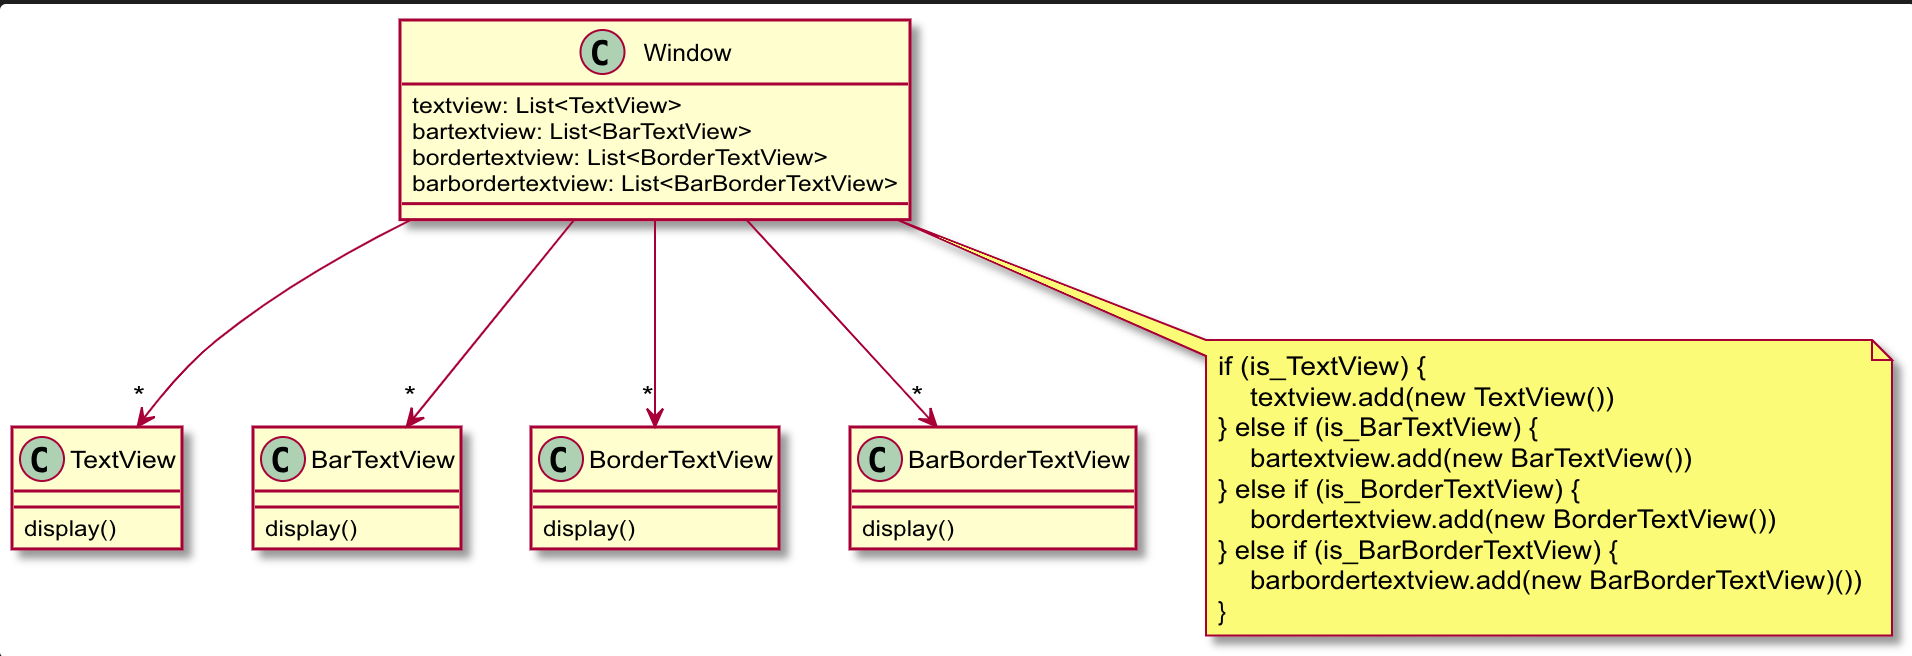 C Window
textview: List<TextView>
bartextview: List<BarTextView>
bordertextview: List<BorderTextView>
barbordertextview: List<BarBorderTextView>
* * * *
C TextView
display()
C BarTextView
display()
C BorderTextView
display()
C BarBorderTextView
display()
if (is_TextView) {
textview.add(new TextView())
} else if (is_BarTextView) {
bartextview.add(new BarTextView())
} else if (is_BorderTextView) {
bordertextview.add(new BorderTextView())
} else if (is_BarBorderTextView) {
barbordertextview.add(new BarBorderTextView)())
}